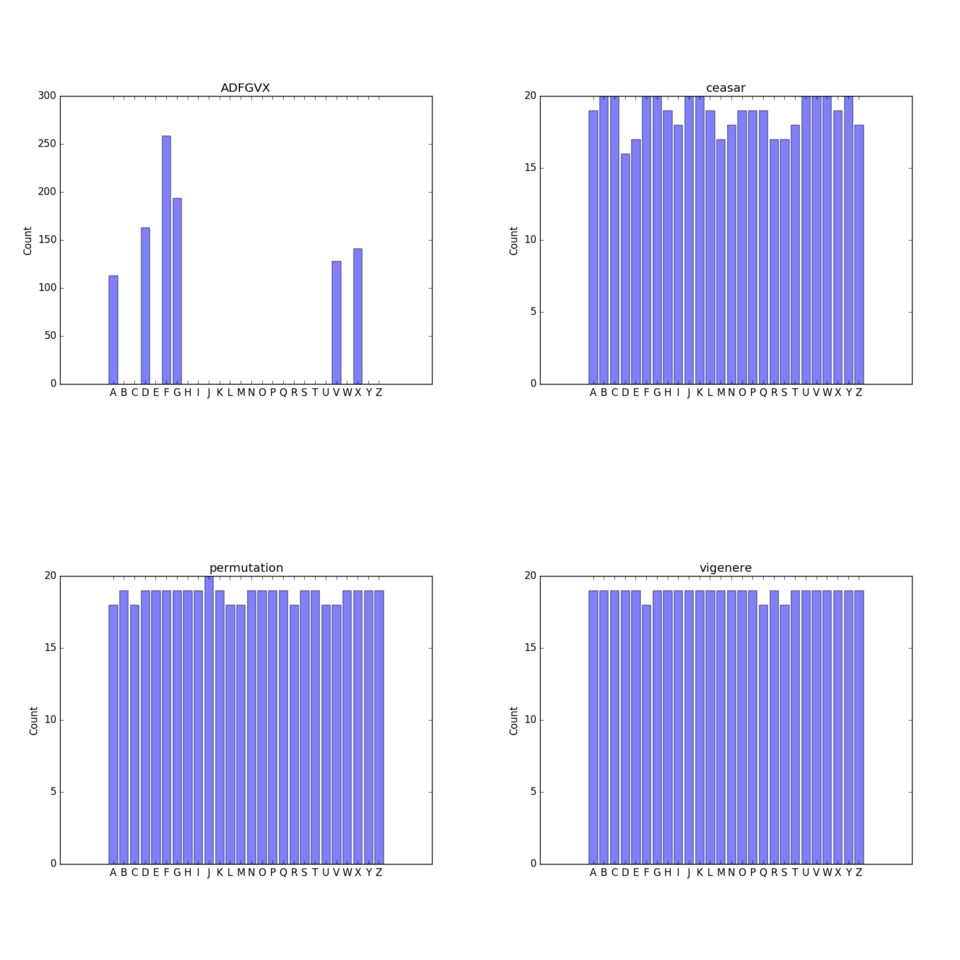 ADFGVX
300
250
200
150
100
50
0
Count
A B C D E F G H I J K L M N O P Q R S T U V W X Y Z
ceasar
20
15
10
5
0
Count
A B C D E F G H I J K L M N O P Q R S T U V W X Y Z
permutation
20
15
10
5
0
Count
A B C D E F G H I J K L M N O P Q R S T U V W X Y Z
vigenere
20
15
10
5
0
Count
A B C D E F G H I J K L M N O P Q R S T U V W X Y Z